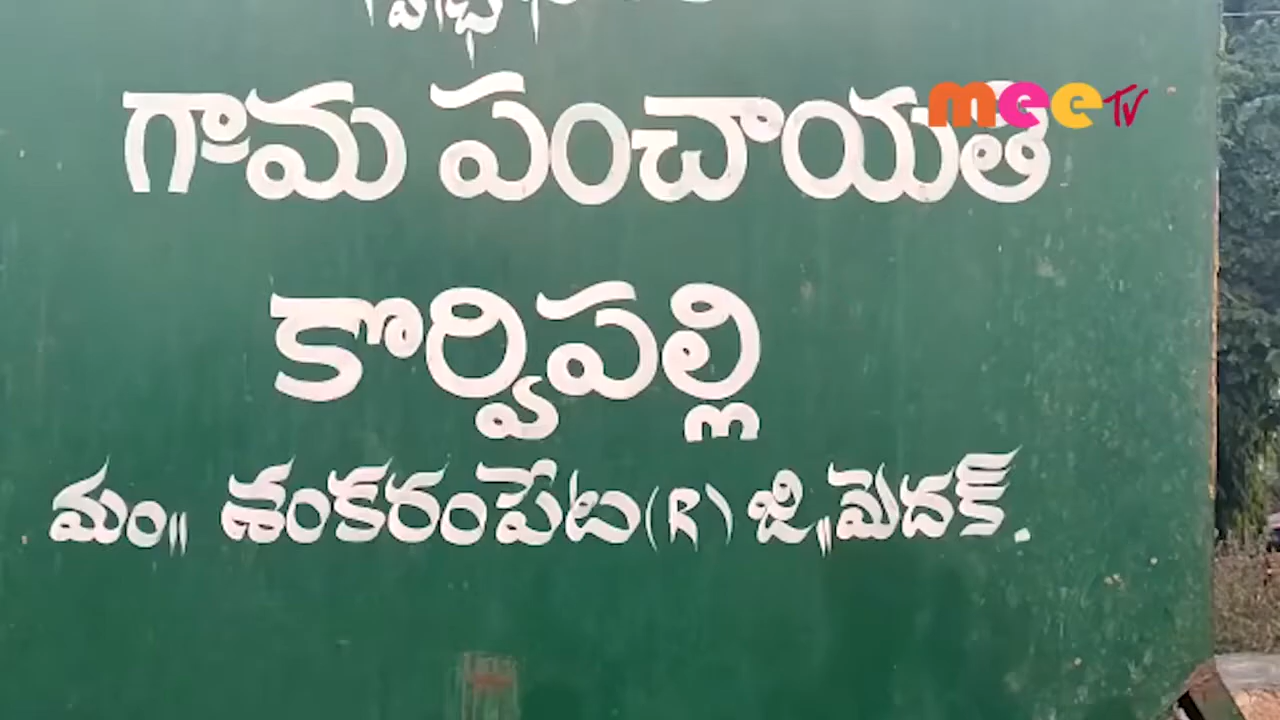 గ్రామ పంచాయతి
meeTV
కొర్విపల్లి
మం|| శంకరంపేట (R) జి,, మెదక్.